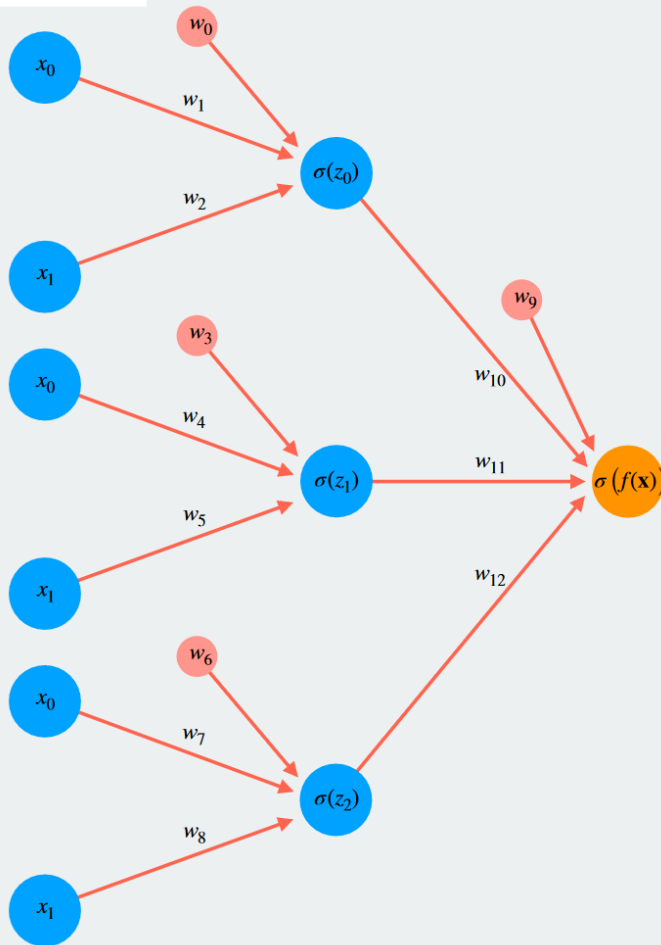 w₀
x₀
w₁
σ(z₀)
w₂
x₁
w₉
w₃
x₀
w₁₀
w₄
w₁₁
σ(z₁)
σ(f(𝐱))
w₅
w₁₂
x₁
w₆
x₀
w₇
σ(z₂)
w₈
x₁